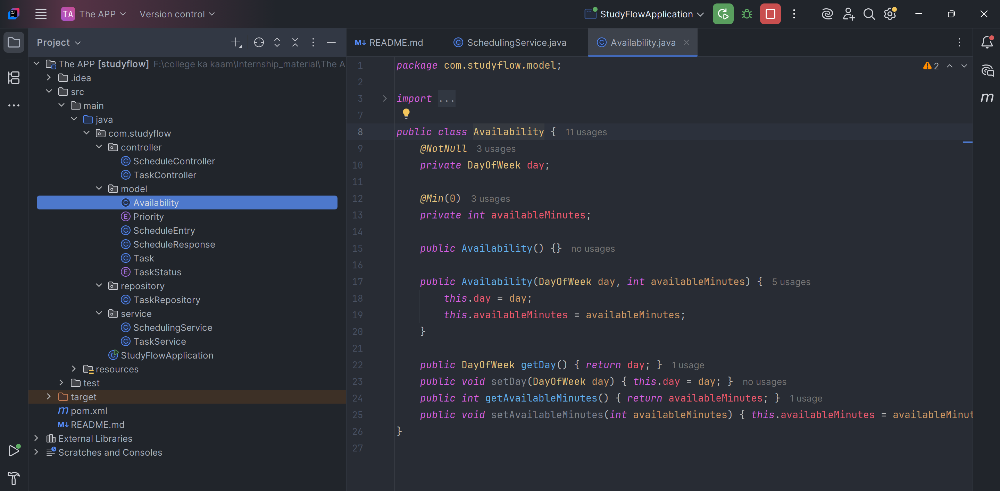 TA The APP Version control StudyFlowApplication
Project
README.md SchedulingService.java Availability.java
The APP [studyflow] F:\college ka kaam\Internship_material\The A
.idea
src
main
java
com.studyflow
controller
ScheduleController
TaskController
model
Availability
Priority
ScheduleEntry
ScheduleResponse
Task
TaskStatus
repository
TaskRepository
service
SchedulingService
TaskService
StudyFlowApplication
resources
test
target
pom.xml
README.md
External Libraries
Scratches and Consoles
2
1 package com.studyflow.model;
2
3 import ...
7
8 public class Availability { 11 usages
9 @NotNull 3 usages
10 private DayOfWeek day;
11
12 @Min(0) 3 usages
13 private int availableMinutes;
14
15 public Availability() {} no usages
16
17 public Availability(DayOfWeek day, int availableMinutes) { 5 usages
18 this.day = day;
19 this.availableMinutes = availableMinutes;
20 }
21
22 public DayOfWeek getDay() { return day; } 1 usage
23 public void setDay(DayOfWeek day) { this.day = day; } no usages
24 public int getAvailableMinutes() { return availableMinutes; } 1 usage
25 public void setAvailableMinutes(int availableMinutes) { this.availableMinutes = availableMinut
26 }
27